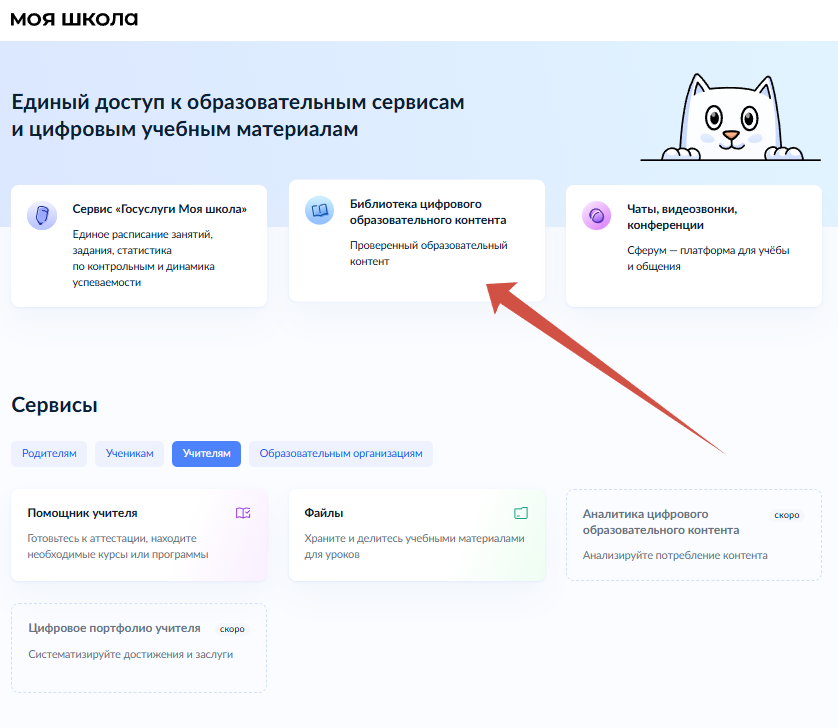 МОЯ ШКОЛА
Единый доступ к образовательным сервисам
и цифровым учебным материалам
Сервис «Госуслуги Моя школа»
Единое расписание занятий,
задания, статистика
по контрольным и динамика
успеваемости
Библиотека цифрового
образовательного контента
Проверенный образовательный
контент
Чаты, видеозвонки,
конференции
Сферум — платформа для учёбы
и общения
Сервисы
Родителям
Ученикам
Учителям
Образовательным организациям
Помощник учителя
Готовьтесь к аттестации, находите
необходимые курсы или программы
Файлы
Храните и делитесь учебными материалами
для уроков
Аналитика цифрового
образовательного контента
скоро
Анализируйте потребление контента
Цифровое портфолио учителя
скоро
Систематизируйте достижения и заслуги